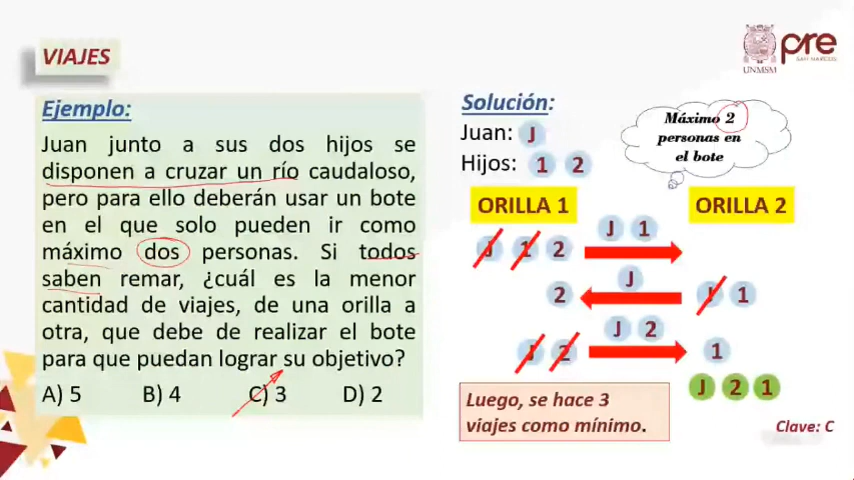 VIAJES
UNMSM
pre
SAN MARCOS
Ejemplo:
Juan junto a sus dos hijos se
disponen a cruzar un río caudaloso,
pero para ello deberán usar un bote
en el que solo pueden ir como
máximo dos personas. Si todos
saben remar, ¿cuál es la menor
cantidad de viajes, de una orilla a
otra, que debe de realizar el bote
para que puedan lograr su objetivo?
A) 5 B) 4 C) 3 D) 2
Solución:
Juan: J
Hijos: 1 2
Máximo 2
personas en
el bote
ORILLA 1 ORILLA 2
J 1
J 1 2
J
2 J 1
J 2
J 2 1
J 2 1
Luego, se hace 3
viajes como mínimo.
Clave: C